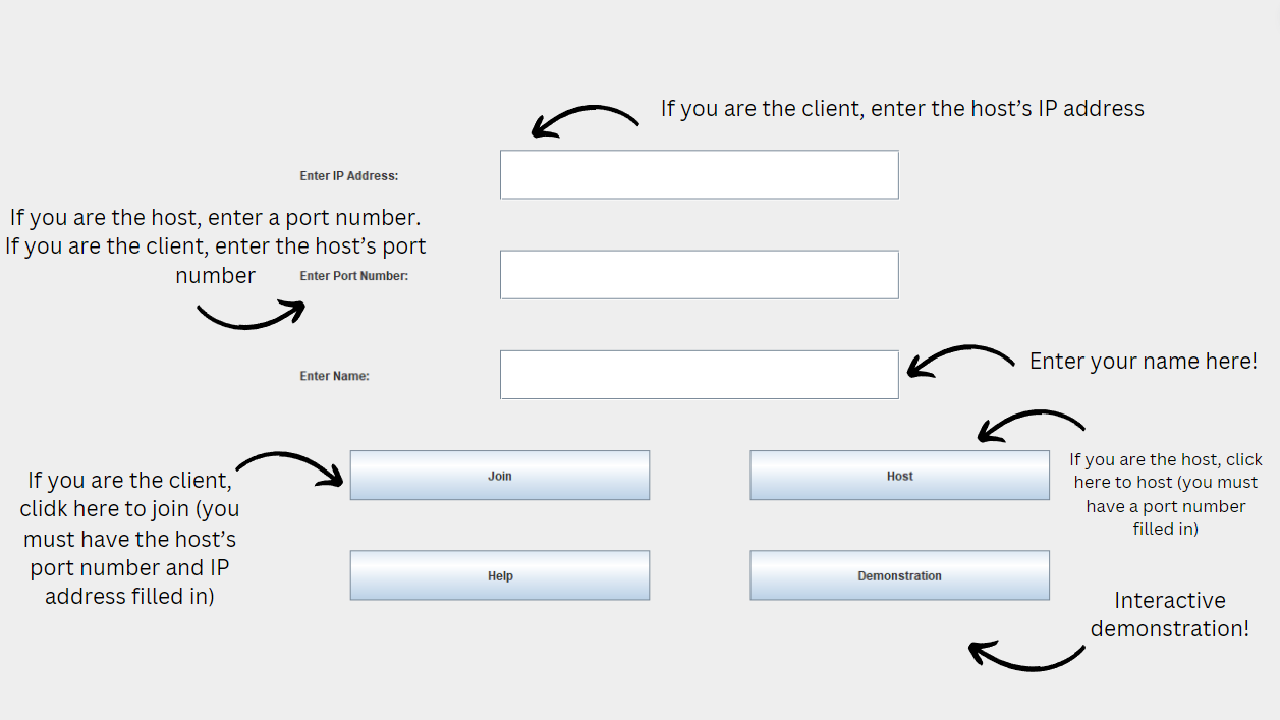 If you are the client, enter the host’s IP address
Enter IP Address:
If you are the host, enter a port number.
If you are the client, enter the host’s port
number
Enter Port Number:
Enter your name here!
Enter Name:
If you are the client,
clidk here to join (you
must have the host’s
port number and IP
address filled in)
Join
Host
If you are the host, click
here to host (you must
have a port number
filled in)
Help
Demonstration
Interactive
demonstration!